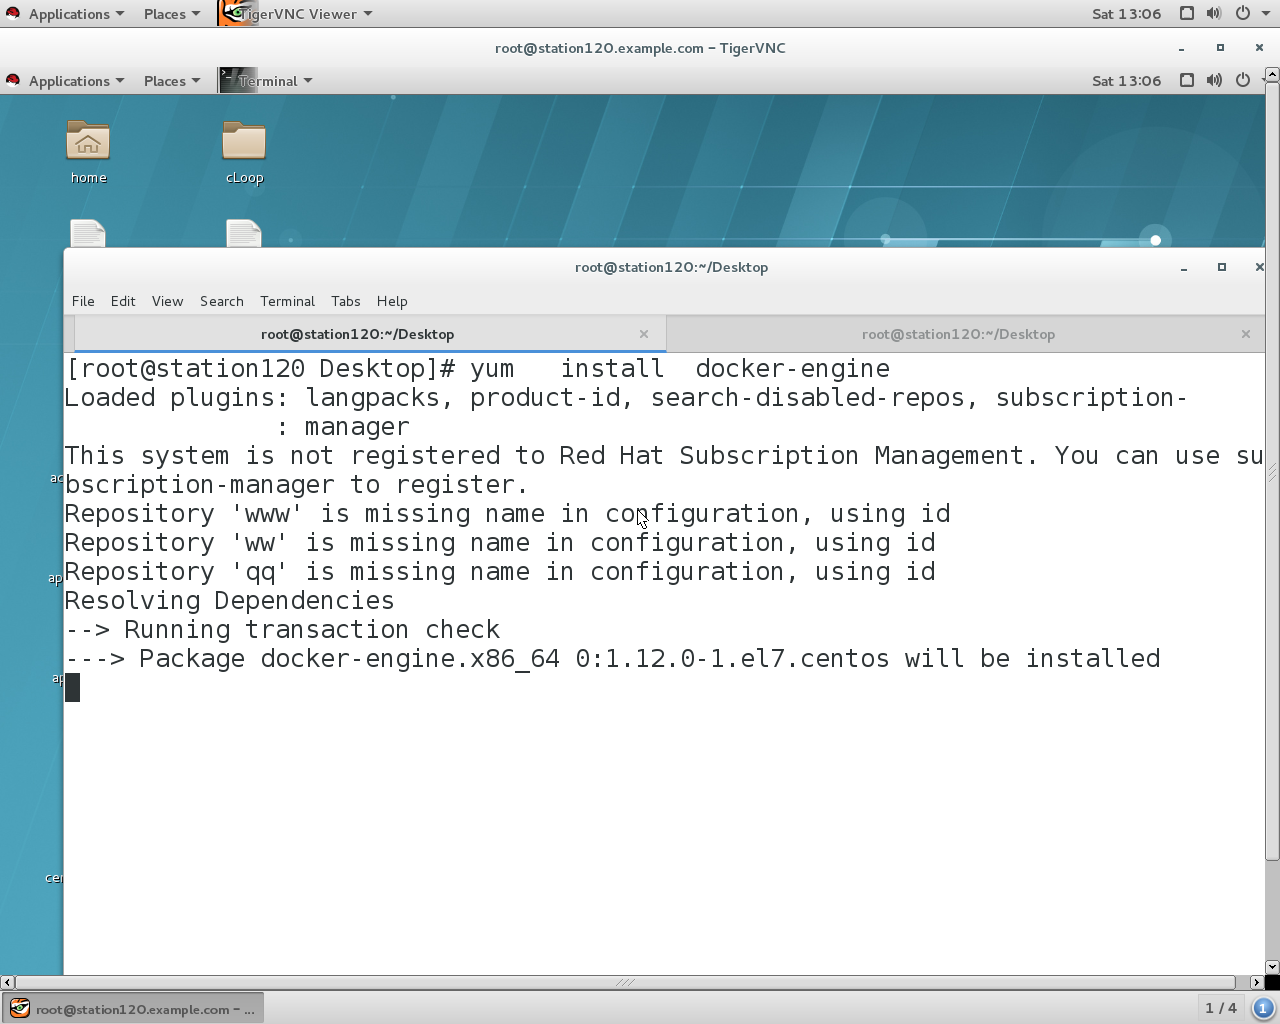 Applications Places TigerVNC Viewer Sat 13:06
root@station120.example.com - TigerVNC
Applications Places Terminal Sat 13:06
home cLoop
root@station120:~/Desktop
File Edit View Search Terminal Tabs Help
root@station120:~/Desktop root@station120:~/Desktop
[root@station120 Desktop]# yum   install  docker-engine
Loaded plugins: langpacks, product-id, search-disabled-repos, subscription-
              : manager
This system is not registered to Red Hat Subscription Management. You can use su
bscription-manager to register.
Repository 'www' is missing name in configuration, using id
Repository 'ww' is missing name in configuration, using id
Repository 'qq' is missing name in configuration, using id
Resolving Dependencies
--> Running transaction check
---> Package docker-engine.x86_64 0:1.12.0-1.el7.centos will be installed
root@station120.example.com - ... 1 / 4 1